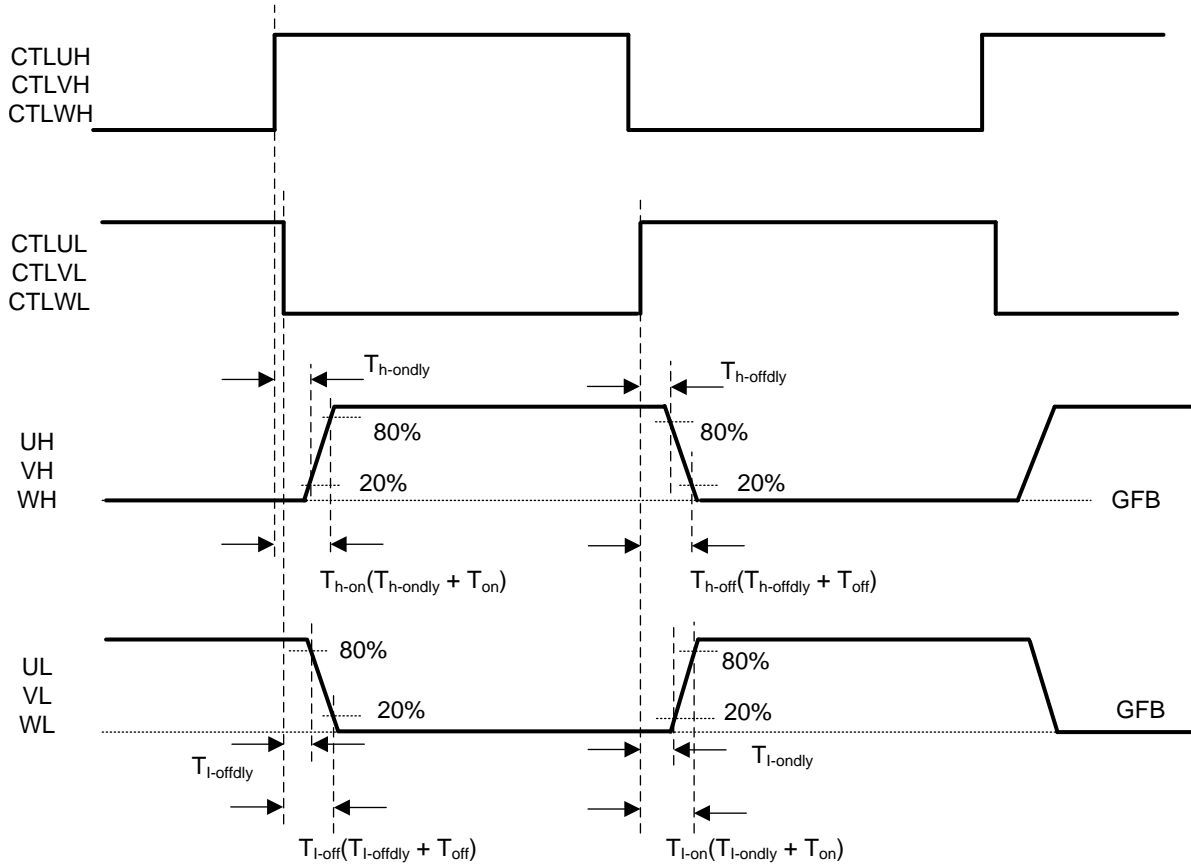 CTLUH
CTLVH
CTLWH
CTLUL
CTLVL
CTLWL
Th-ondly
Th-offdly
UH
VH
WH
80%
20%
80%
20%
GFB
Th-on(Th-ondly + Ton)
Th-off(Th-offdly + Toff)
UL
VL
WL
80%
20%
80%
20%
GFB
Tl-offdly
Tl-ondly
Tl-off(Tl-offdly + Toff)
Tl-on(Tl-ondly + Ton)